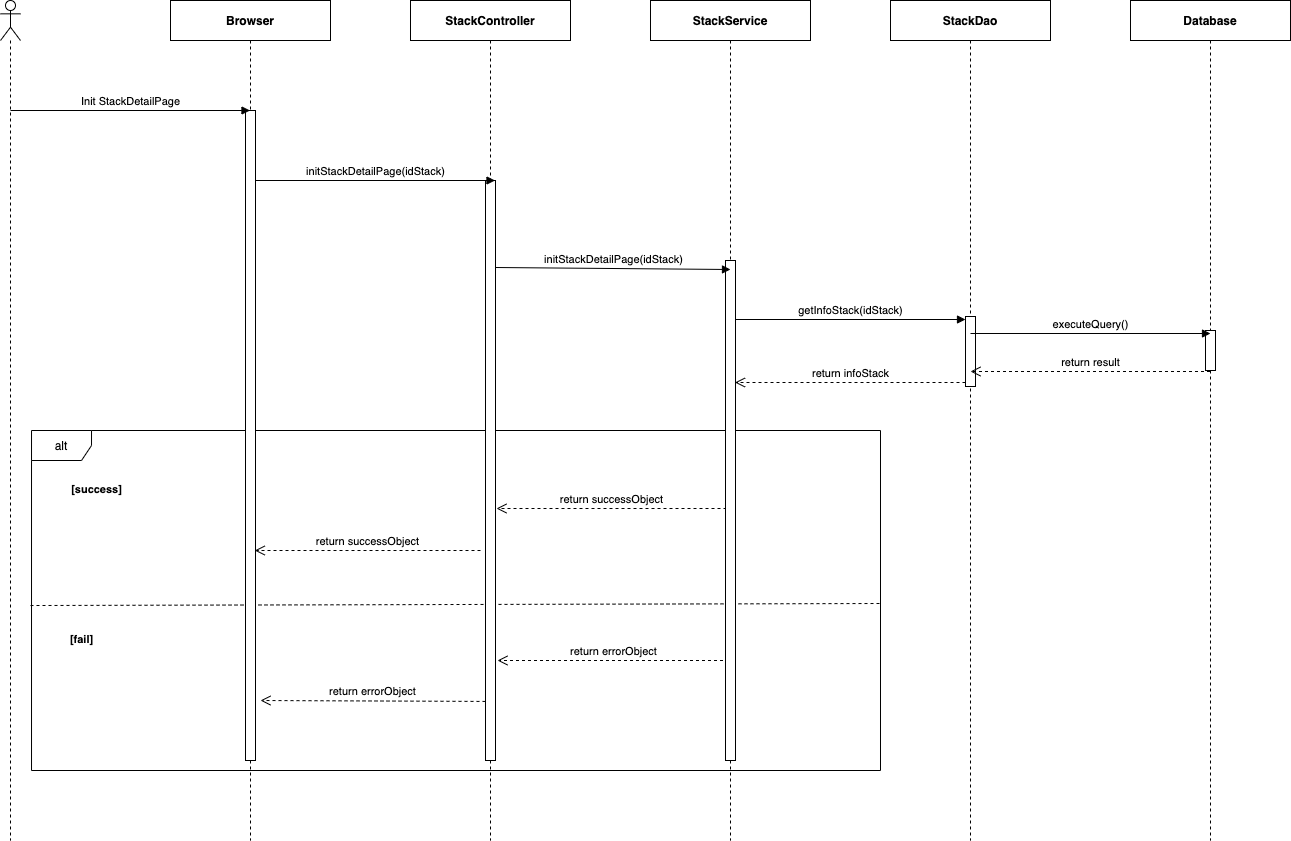 Browser
StackController
StackService
StackDao
Database
Init StackDetailPage
initStackDetailPage(idStack)
initStackDetailPage(idStack)
getInfoStack(idStack)
executeQuery()
return result
return infoStack
alt
[success]
return successObject
return successObject
[fail]
return errorObject
return errorObject